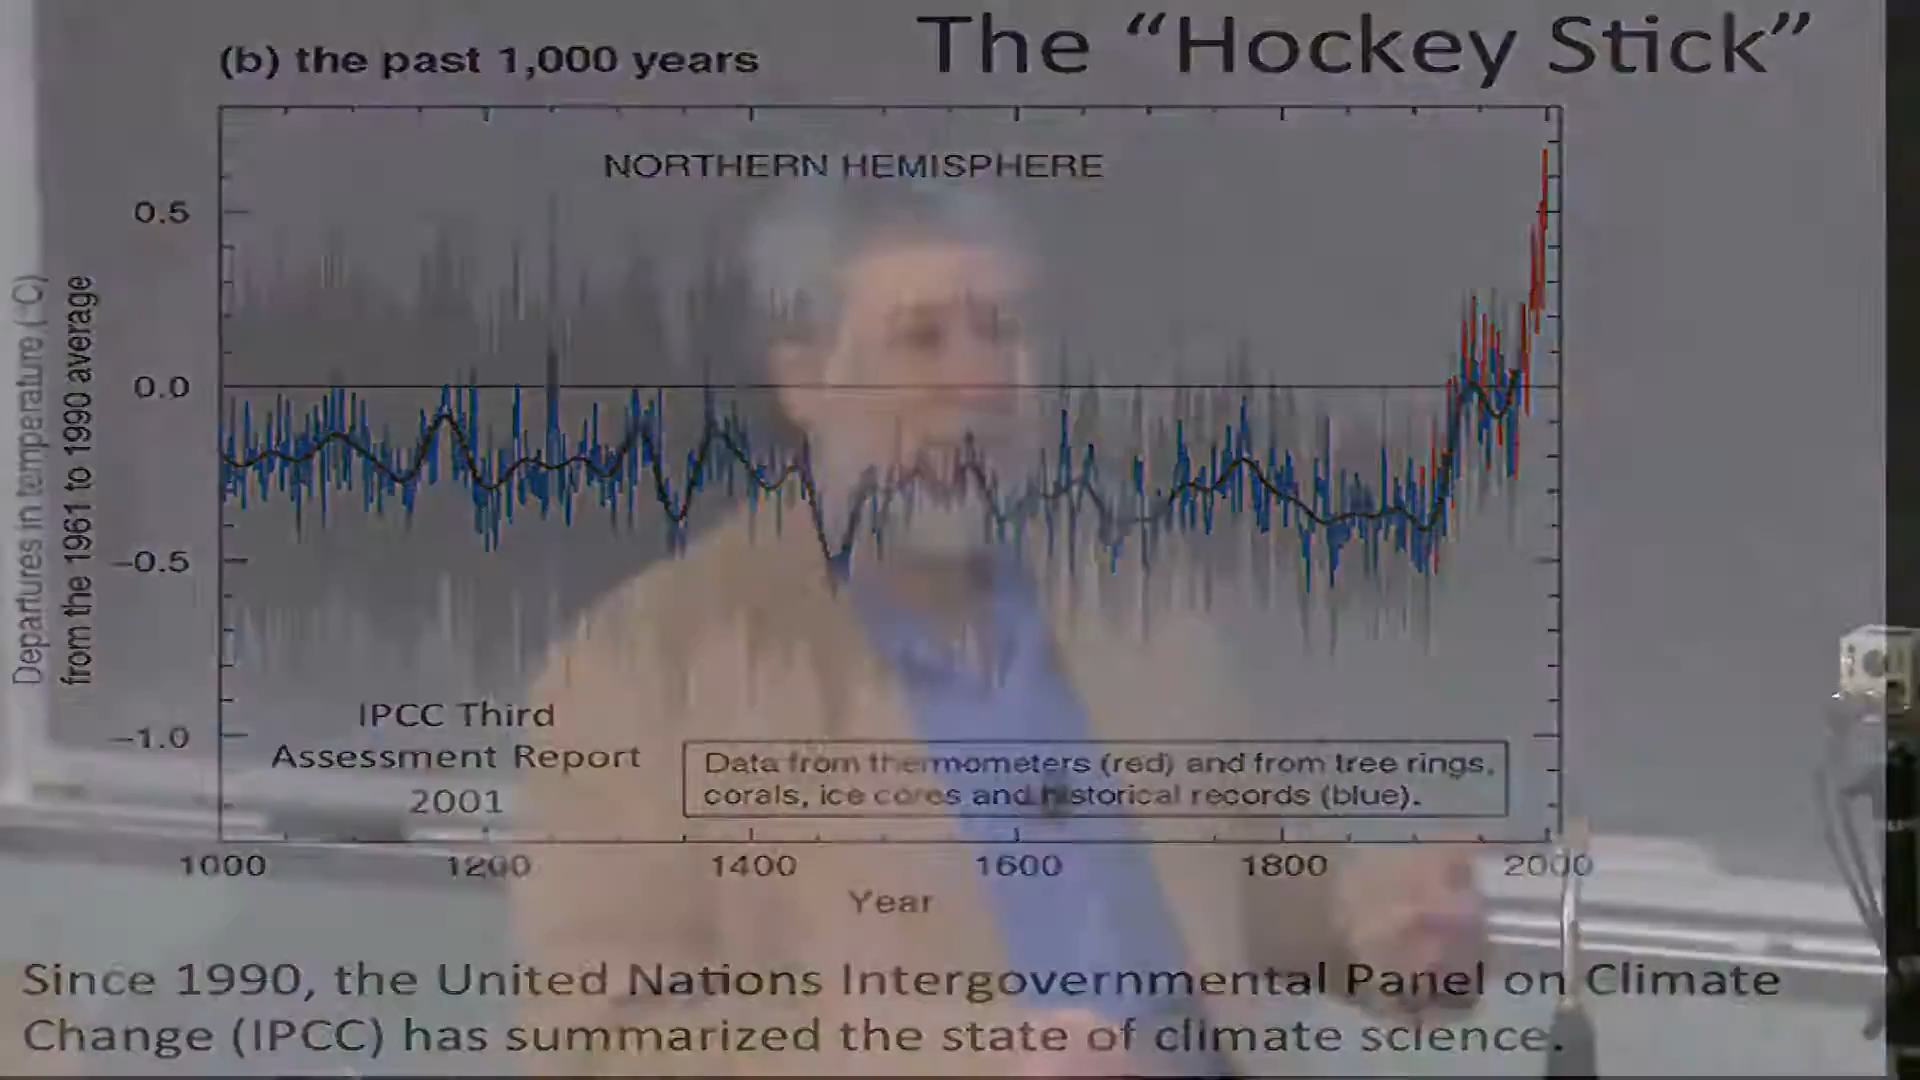 The “Hockey Stick”
(b) the past 1,000 years
NORTHERN HEMISPHERE
Departures in temperature (°C)
from the 1961 to 1990 average
0.5
0.0
−0.5
−1.0
IPCC Third
Assessment Report
2001
Data from thermometers (red) and from tree rings,
corals, ice cores and historical records (blue).
1000 1200 1400 1600 1800 2000
Year
Since 1990, the United Nations Intergovernmental Panel on Climate
Change (IPCC) has summarized the state of climate science.